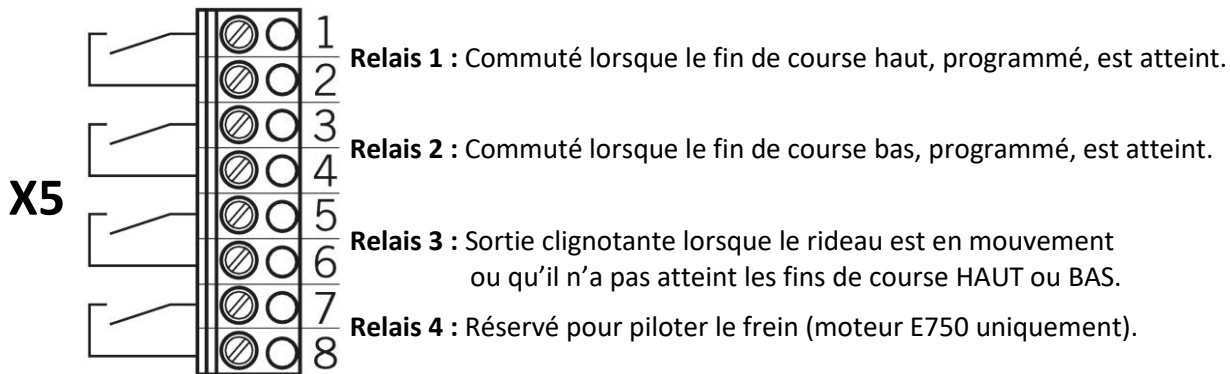 1
Relais 1 : Commuté lorsque le fin de course haut, programmé, est atteint.
2
3
Relais 2 : Commuté lorsque le fin de course bas, programmé, est atteint.
4
X5
5
Relais 3 : Sortie clignotante lorsque le rideau est en mouvement
6
ou qu’il n’a pas atteint les fins de course HAUT ou BAS.
7
Relais 4 : Réservé pour piloter le frein (moteur E750 uniquement).
8